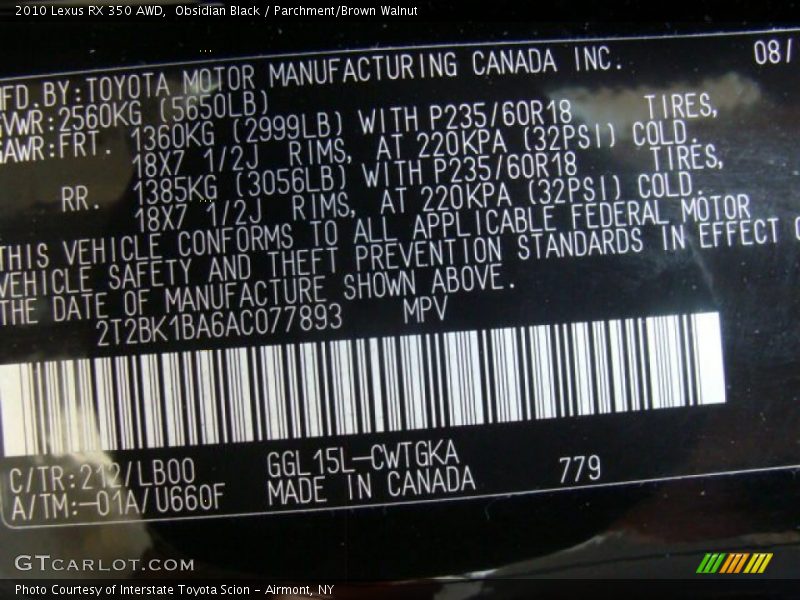 2010 Lexus RX 350 AWD, Obsidian Black / Parchment/Brown Walnut
MFD.BY:TOYOTA MOTOR MANUFACTURING CANADA INC. 08/
GVWR:2560KG (5650LB)
GAWR:FRT. 1360KG (2999LB) WITH P235/60R18 TIRES,
18X7 1/2J RIMS, AT 220KPA (32PSI) COLD.
RR. 1385KG (3056LB) WITH P235/60R18 TIRES,
18X7 1/2J RIMS, AT 220KPA (32PSI) COLD.
THIS VEHICLE CONFORMS TO ALL APPLICABLE FEDERAL MOTOR
VEHICLE SAFETY AND THEFT PREVENTION STANDARDS IN EFFECT O
THE DATE OF MANUFACTURE SHOWN ABOVE.
2T2BK1BA6AC077893 MPV
C/TR:212/LB00 GGL15L-CWTGKA 779
A/TM:-01A/U660F MADE IN CANADA
GTCARLOT.COM
Photo Courtesy of Interstate Toyota Scion - Airmont, NY